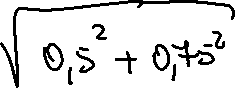 √(0,5² + 0,75²)